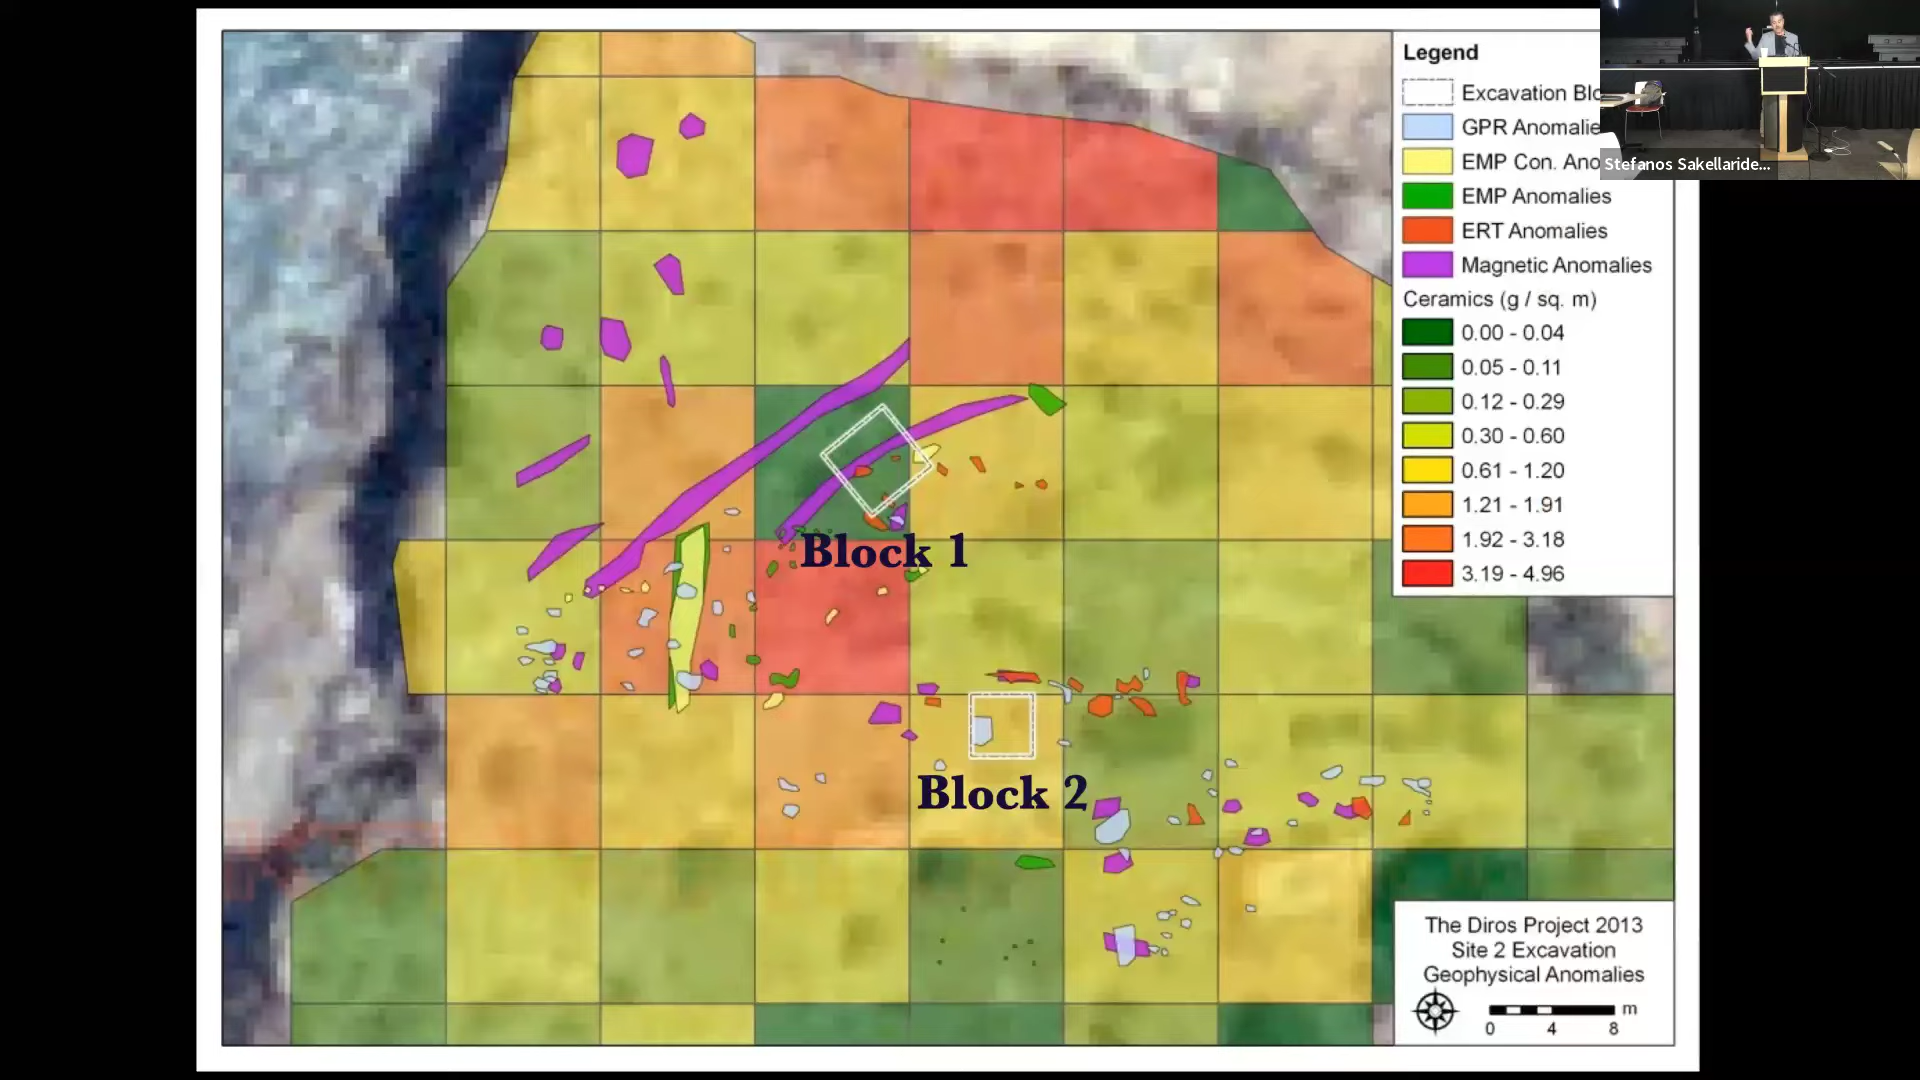 Legend
Excavation Blo
GPR Anomalie
EMP Con. Ano
EMP Anomalies
ERT Anomalies
Magnetic Anomalies
Ceramics (g / sq. m)
0.00 - 0.04
0.05 - 0.11
0.12 - 0.29
0.30 - 0.60
0.61 - 1.20
1.21 - 1.91
1.92 - 3.18
3.19 - 4.96
Stefanos Sakellaride...
Block 1
Block 2
The Diros Project 2013
Site 2 Excavation
Geophysical Anomalies
m
0 4 8